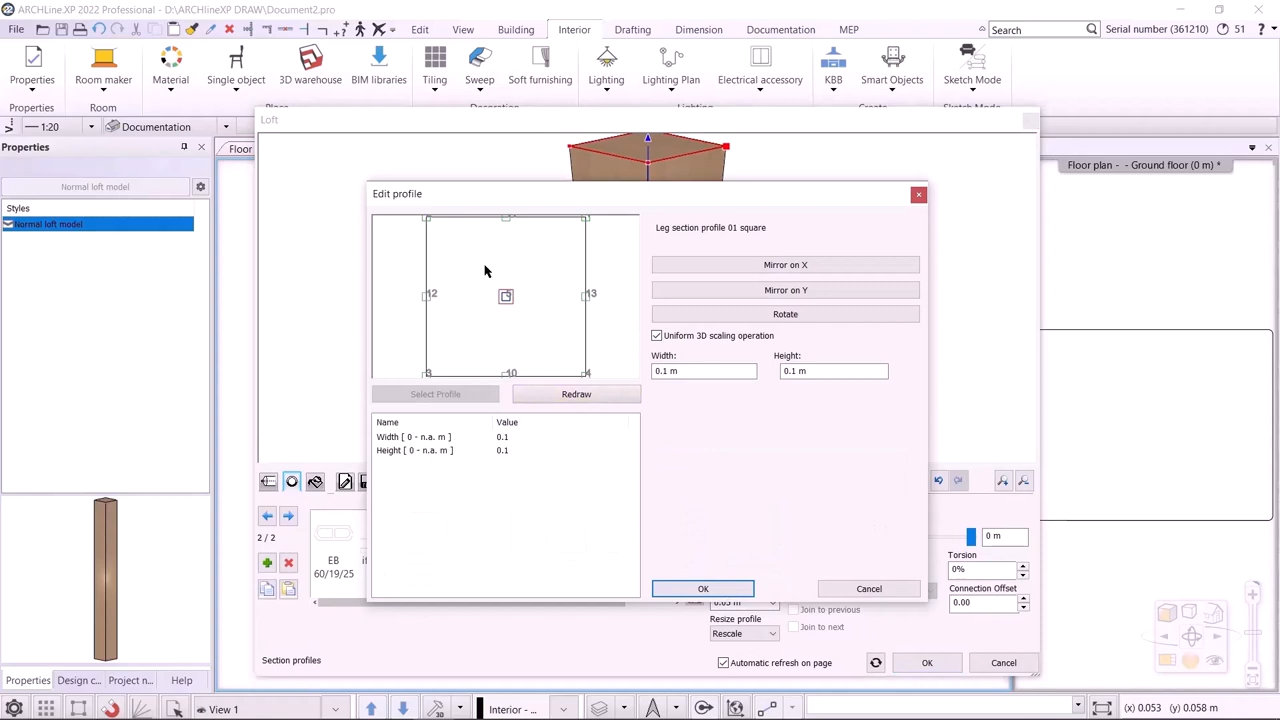 ARCHLine.XP 2022 Professional - D:\ARCHlineXP DRAW\Document2.pro
File
Edit
View
Building
Interior
Drafting
Dimension
Documentation
MEP
Search
Serial number (361210)
51
Properties
Room maker
Material
Single object
3D warehouse
BIM libraries
Tiling
Sweep
Soft furnishing
Lighting
Lighting Plan
Electrical accessory
KBB
Smart Objects
Sketch Mode
Properties
Room
Sketch Mode
1:20
Documentation
Loft
Properties
Floor
Floor plan - - Ground floor (0 m) *
Normal loft model
Edit profile
Styles
Normal loft model
Leg section profile 01 square
Mirror on X
12
13
Mirror on Y
Rotate
Uniform 3D scaling operation
Width:
Height:
0.1 m
0.1 m
3
10
4
Select Profile
Redraw
Name
Value
Width [ 0 - n.a. m ]
0.1
Height [ 0 - n.a. m ]
0.1
2 / 2
0 m
EB
60/19/25
Torsion
0%
Connection Offset
0.00
OK
Cancel
Join to previous
Resize profile
Join to next
Rescale
Section profiles
Automatic refresh on page
OK
Cancel
Properties
Design c...
Project n...
Help
View 1
Interior - ...
(x) 0.053 (y) 0.058 m